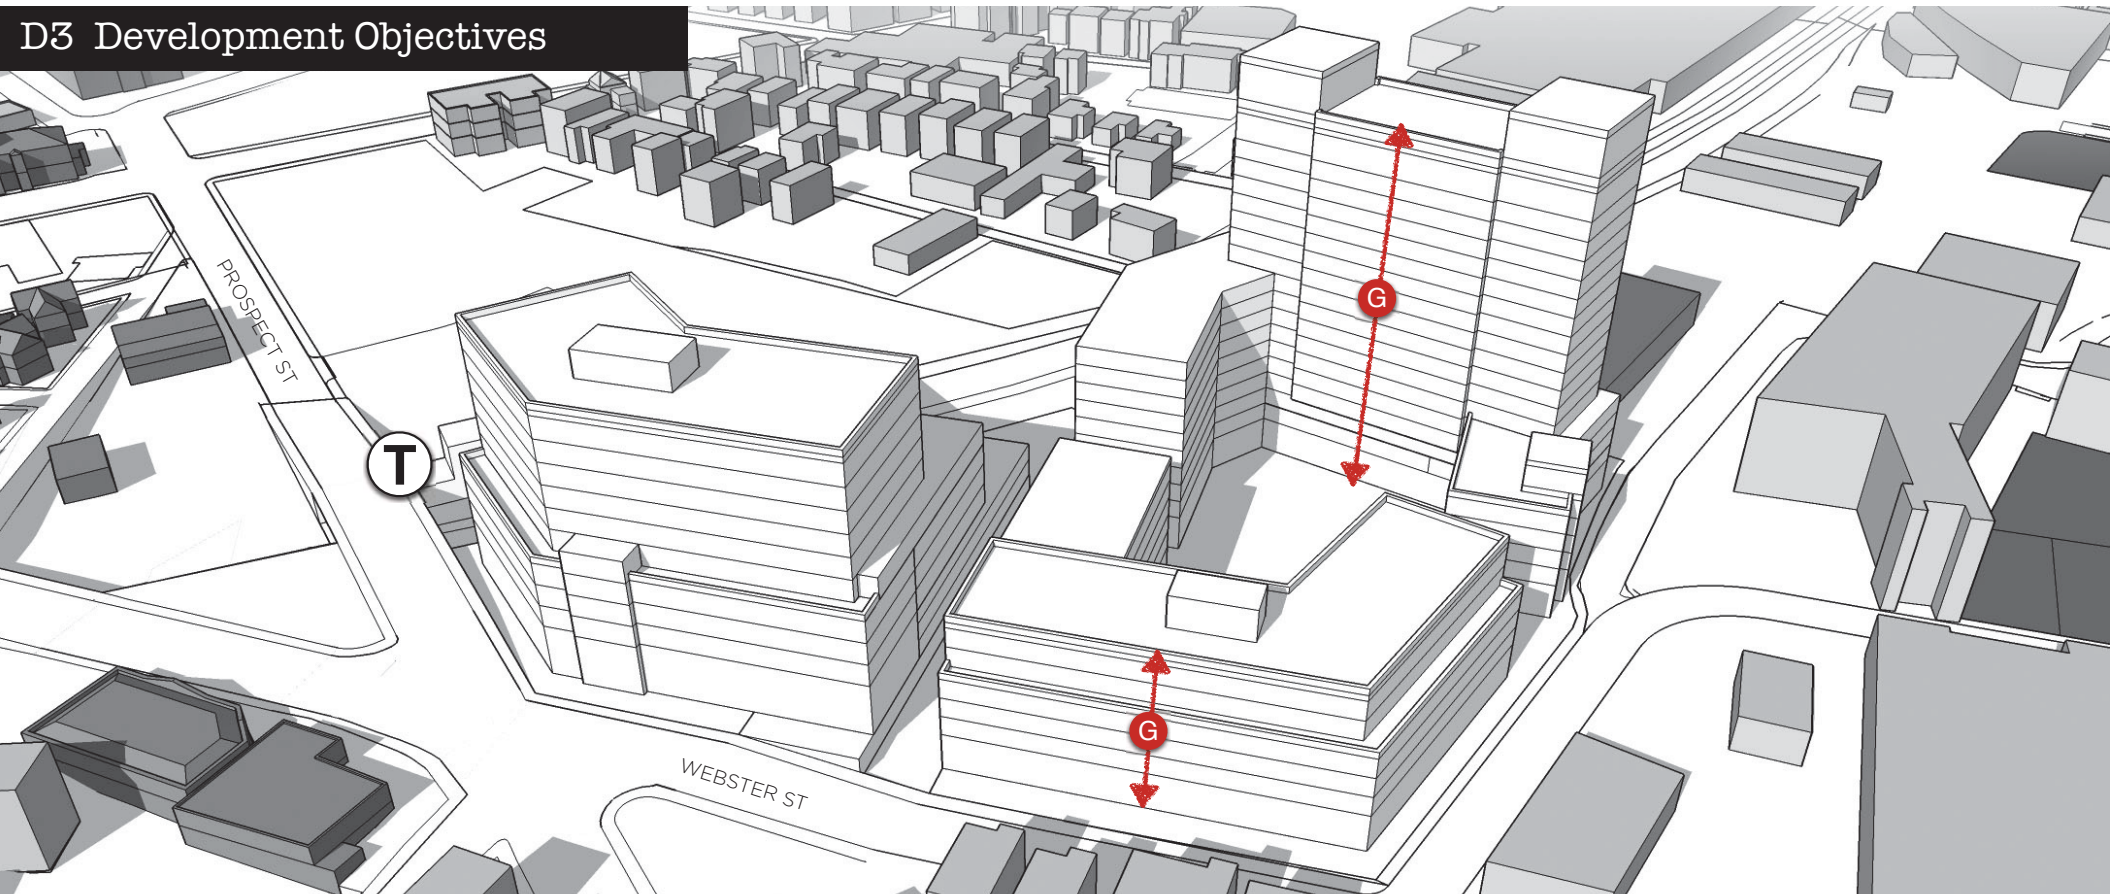 D3 Development Objectives
PROSPECT ST
G
T
G
WEBSTER ST